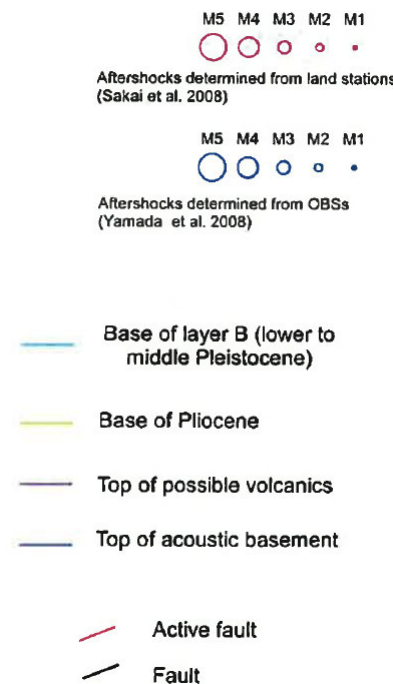 M5 M4 M3 M2 M1
Aftershocks determined from land stations
(Sakai et al. 2008)
M5 M4 M3 M2 M1
Aftershocks determined from OBSs
(Yamada et al. 2008)
Base of layer B (lower to
middle Pleistocene)
Base of Pliocene
Top of possible volcanics
Top of acoustic basement
Active fault
Fault